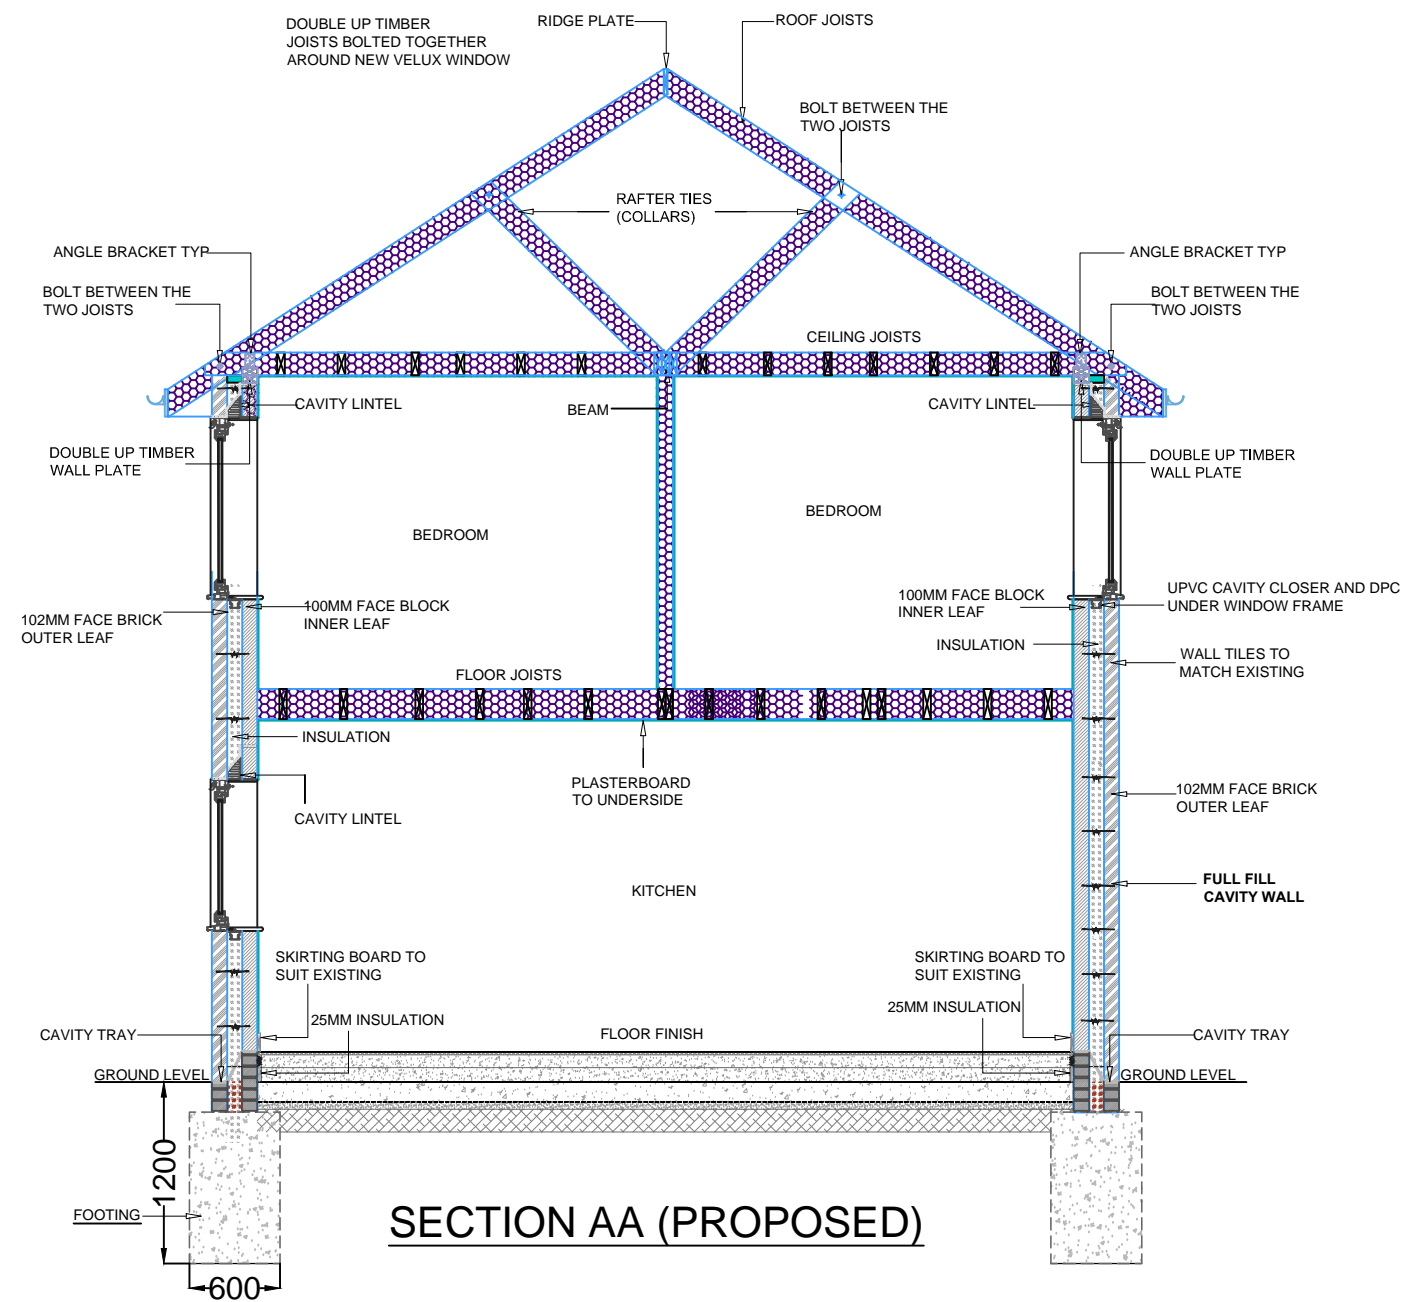 DOUBLE UP TIMBER
JOISTS BOLTED TOGETHER
AROUND NEW VELUX WINDOW
RIDGE PLATE
ROOF JOISTS
BOLT BETWEEN THE
TWO JOISTS
RAFTER TIES
(COLLARS)
ANGLE BRACKET TYP
ANGLE BRACKET TYP
BOLT BETWEEN THE
TWO JOISTS
BOLT BETWEEN THE
TWO JOISTS
CEILING JOISTS
CAVITY LINTEL
BEAM
CAVITY LINTEL
DOUBLE UP TIMBER
WALL PLATE
DOUBLE UP TIMBER
WALL PLATE
BEDROOM
BEDROOM
102MM FACE BRICK
OUTER LEAF
100MM FACE BLOCK
INNER LEAF
100MM FACE BLOCK
INNER LEAF
UPVC CAVITY CLOSER AND DPC
UNDER WINDOW FRAME
INSULATION
WALL TILES TO
MATCH EXISTING
FLOOR JOISTS
INSULATION
PLASTERBOARD
TO UNDERSIDE
102MM FACE BRICK
OUTER LEAF
CAVITY LINTEL
KITCHEN
FULL FILL
CAVITY WALL
SKIRTING BOARD TO
SUIT EXISTING
SKIRTING BOARD TO
SUIT EXISTING
25MM INSULATION
25MM INSULATION
FLOOR FINISH
CAVITY TRAY
CAVITY TRAY
GROUND LEVEL
GROUND LEVEL
1200
FOOTING
SECTION AA (PROPOSED)
600